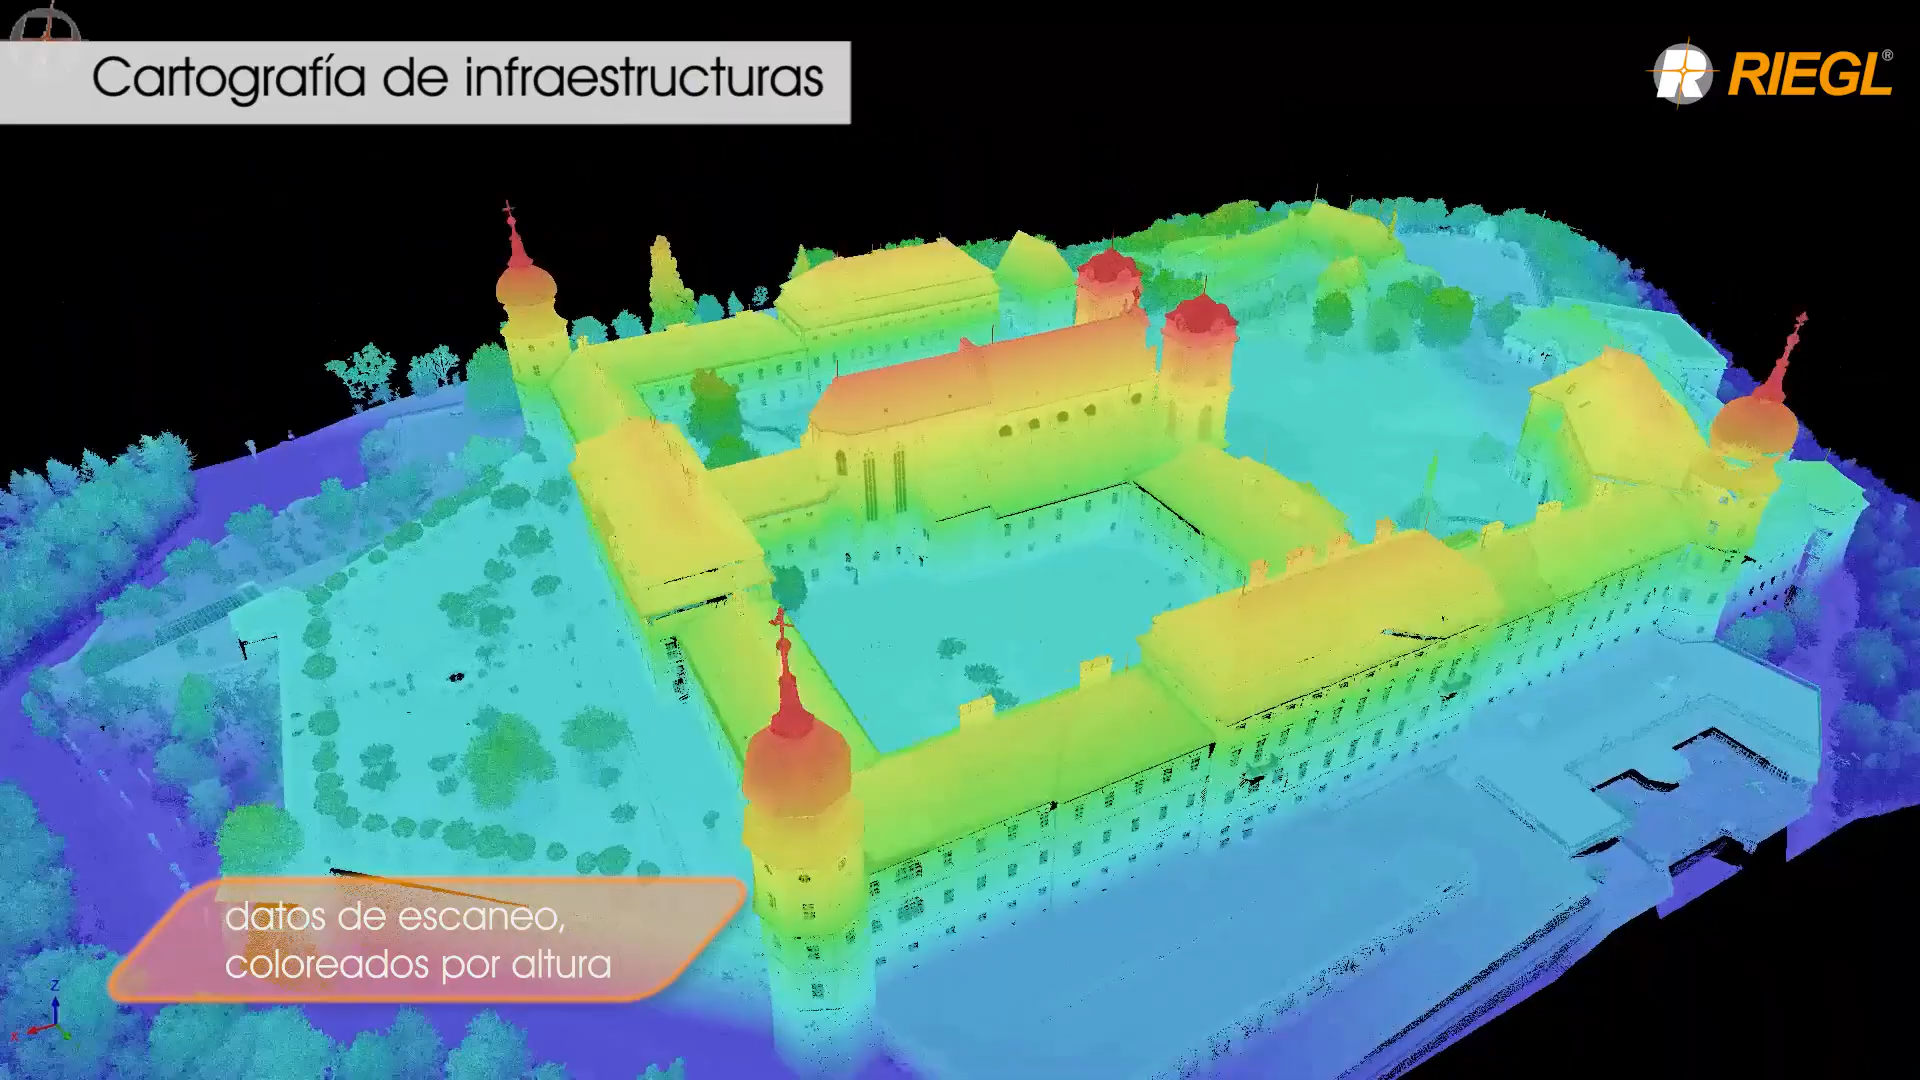 Cartografía de infraestructuras
RIEGL®
datos de escaneo,
coloreados por altura
Z
X